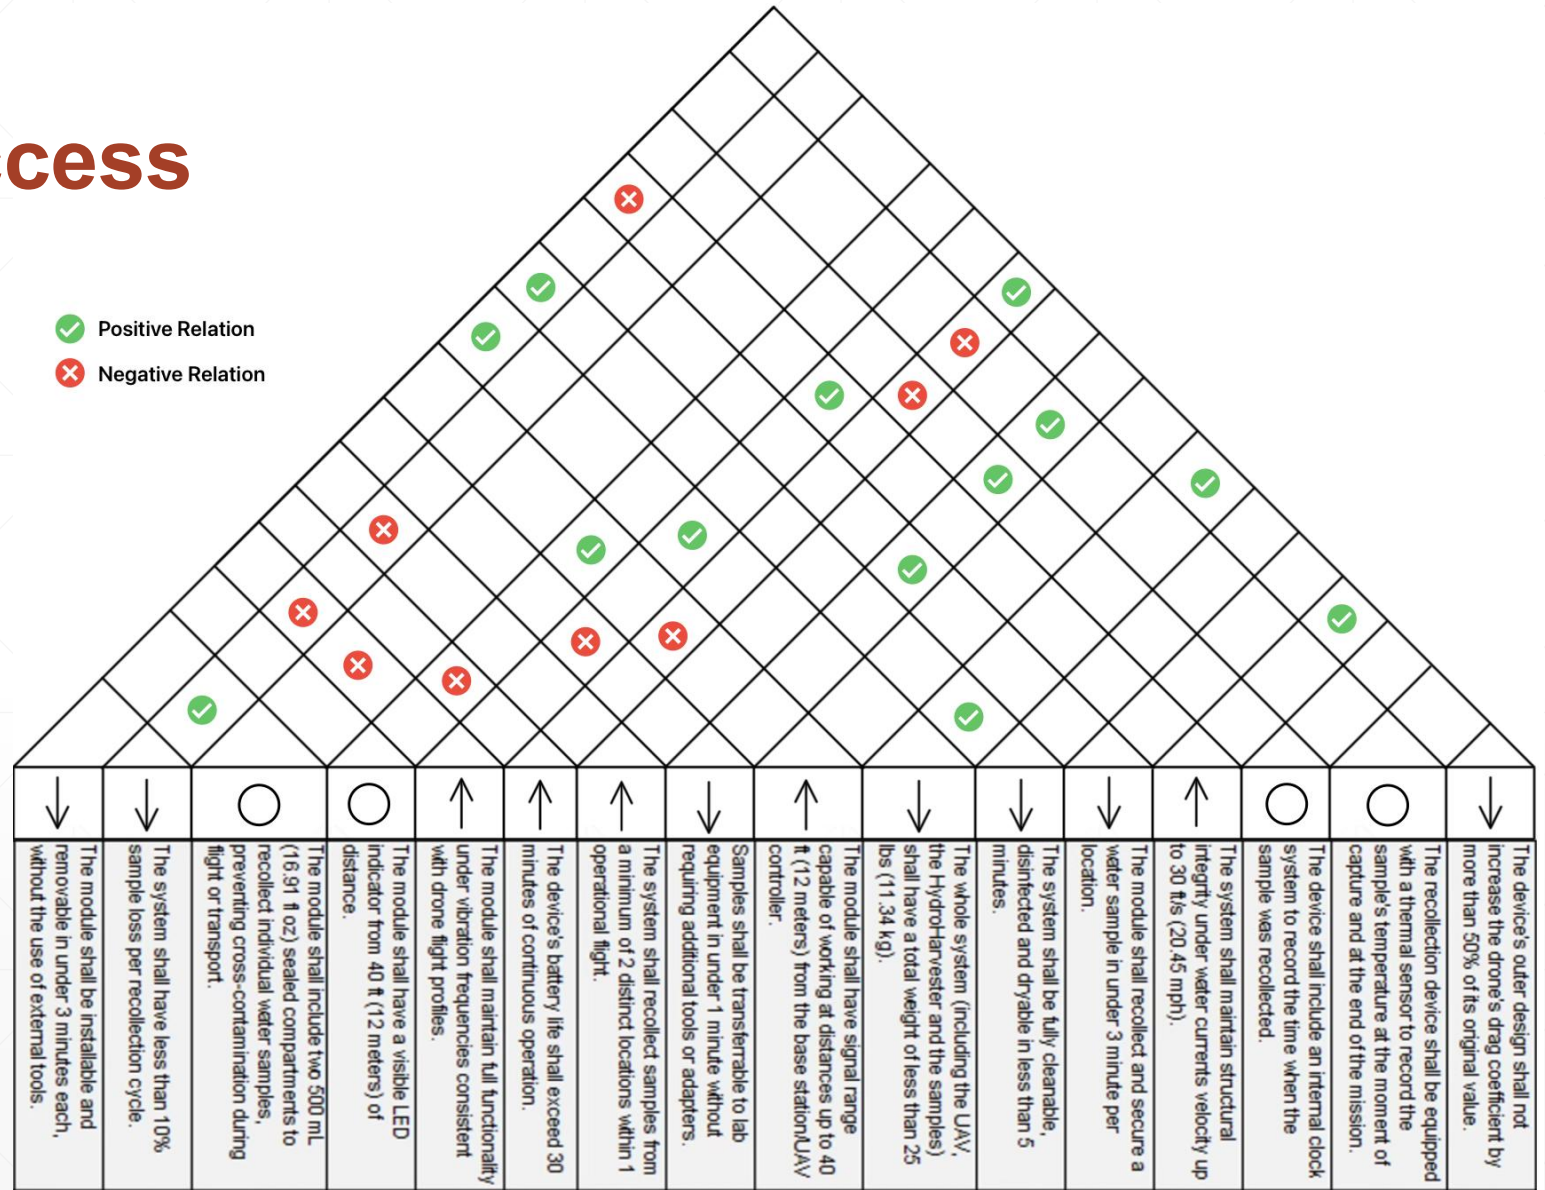 ccess
Positive Relation
Negative Relation
The module shall be installable and
removable in under 3 minutes each,
without the use of external tools.
The system shall have less than 10%
sample loss per recollection cycle.
The module shall include two 500 mL
(16.91 fl oz) sealed compartments to
recollect individual water samples,
preventing cross-contamination during
flight or transport.
The module shall have a visible LED
indicator from 40 ft (12 meters) of
distance.
The module shall maintain full functionality
under vibration frequencies consistent
with drone flight profiles.
The device's battery life shall exceed 30
minutes of continuous operation.
The system shall recollect samples from
a minimum of 2 distinct locations within 1
operational flight.
Samples shall be transferrable to lab
equipment in under 1 minute without
requiring additional tools or adapters.
The module shall have signal range
capable of working at distances up to 40
ft (12 meters) from the base station/UAV
controller.
The whole system (including the UAV,
the HydroHarvester and the samples)
shall have a total weight of less than 25
lbs (11.34 kg).
The system shall be fully cleanable,
disinfected and dryable in less than 5
minutes.
The module shall recollect and secure a
water sample in under 3 minute per
location.
The system shall maintain structural
integrity under water currents velocity up
to 30 ft/s (20.45 mph).
The device shall include an internal clock
system to record the time when the
sample was recollected.
The recollection device shall be equipped
with a thermal sensor to record the
sample's temperature at the moment of
capture and at the end of the mission.
The device's outer design shall not
increase the drone's drag coefficient by
more than 50% of its original value.